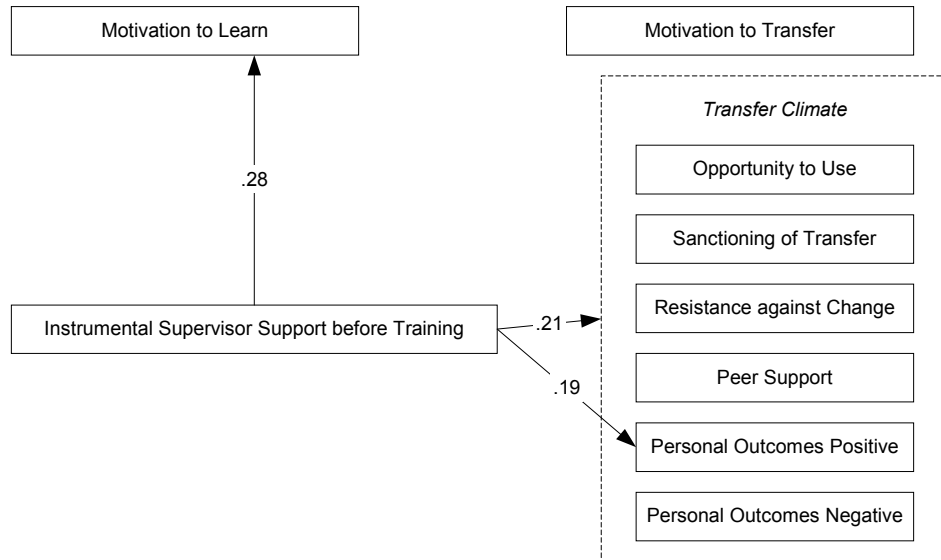 Motivation to Learn
Motivation to Transfer
Transfer Climate
Opportunity to Use
.28
Sanctioning of Transfer
Resistance against Change
Instrumental Supervisor Support before Training
.21
Peer Support
.19
Personal Outcomes Positive
Personal Outcomes Negative